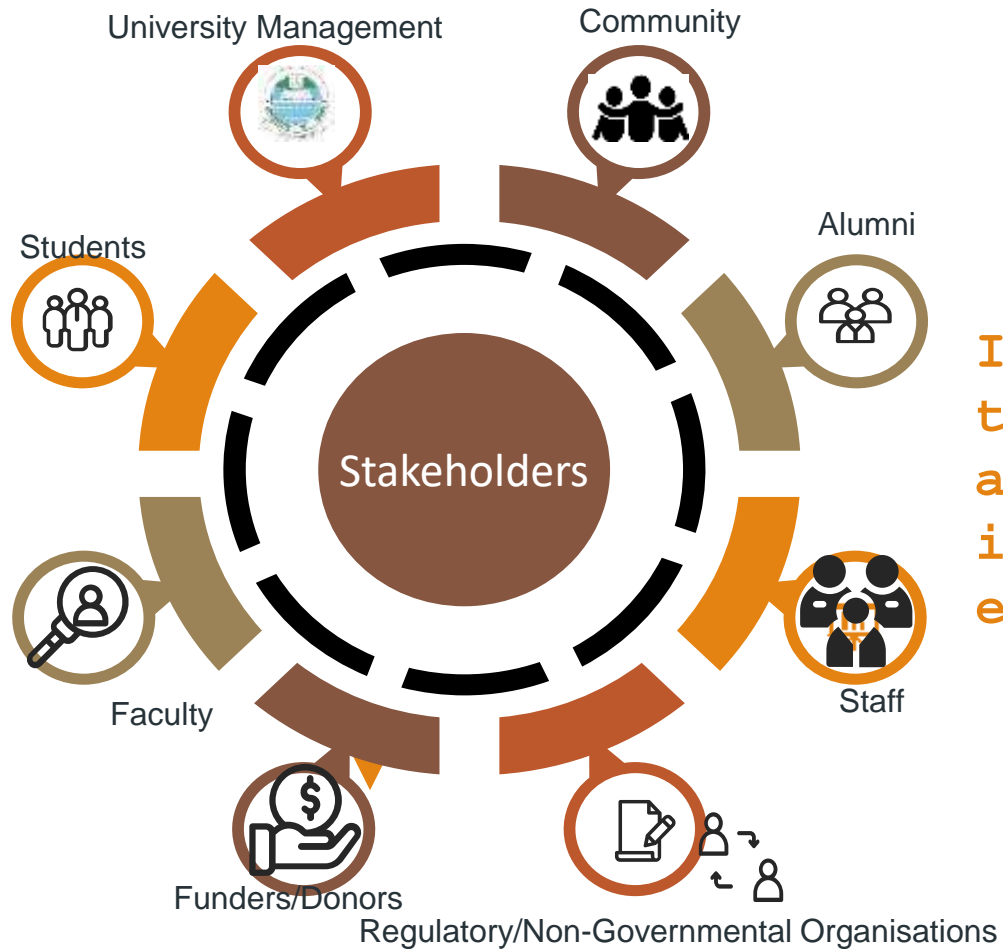 University Management
Community
Students
Alumni
Stakeholders
I
t
a
i
e
Faculty
Staff
$
Funders/Donors
Regulatory/Non-Governmental Organisations